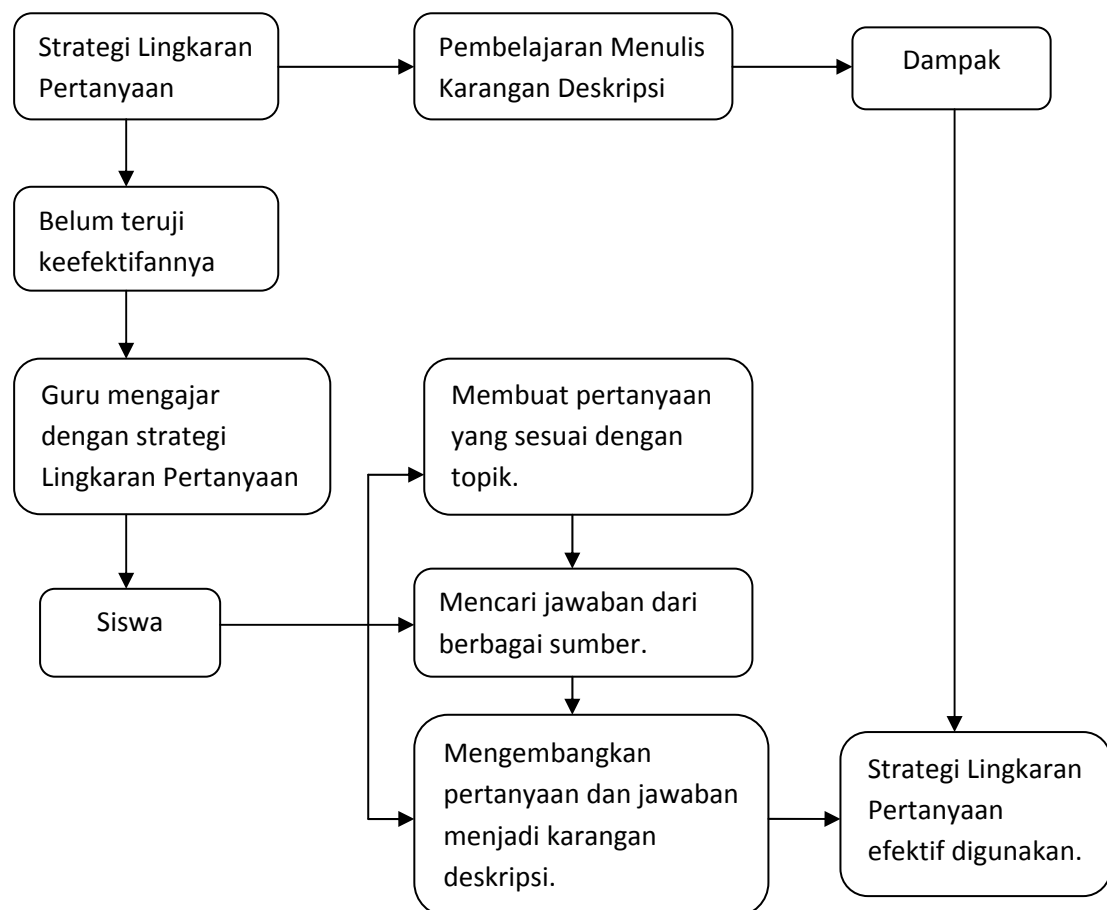 Strategi Lingkaran
Pertanyaan
Pembelajaran Menulis
Karangan Deskripsi
Dampak
Belum teruji
keefektifannya
Guru mengajar
dengan strategi
Lingkaran Pertanyaan
Membuat pertanyaan
yang sesuai dengan
topik.
Siswa
Mencari jawaban dari
berbagai sumber.
Mengembangkan
pertanyaan dan jawaban
menjadi karangan
deskripsi.
Strategi Lingkaran
Pertanyaan
efektif digunakan.